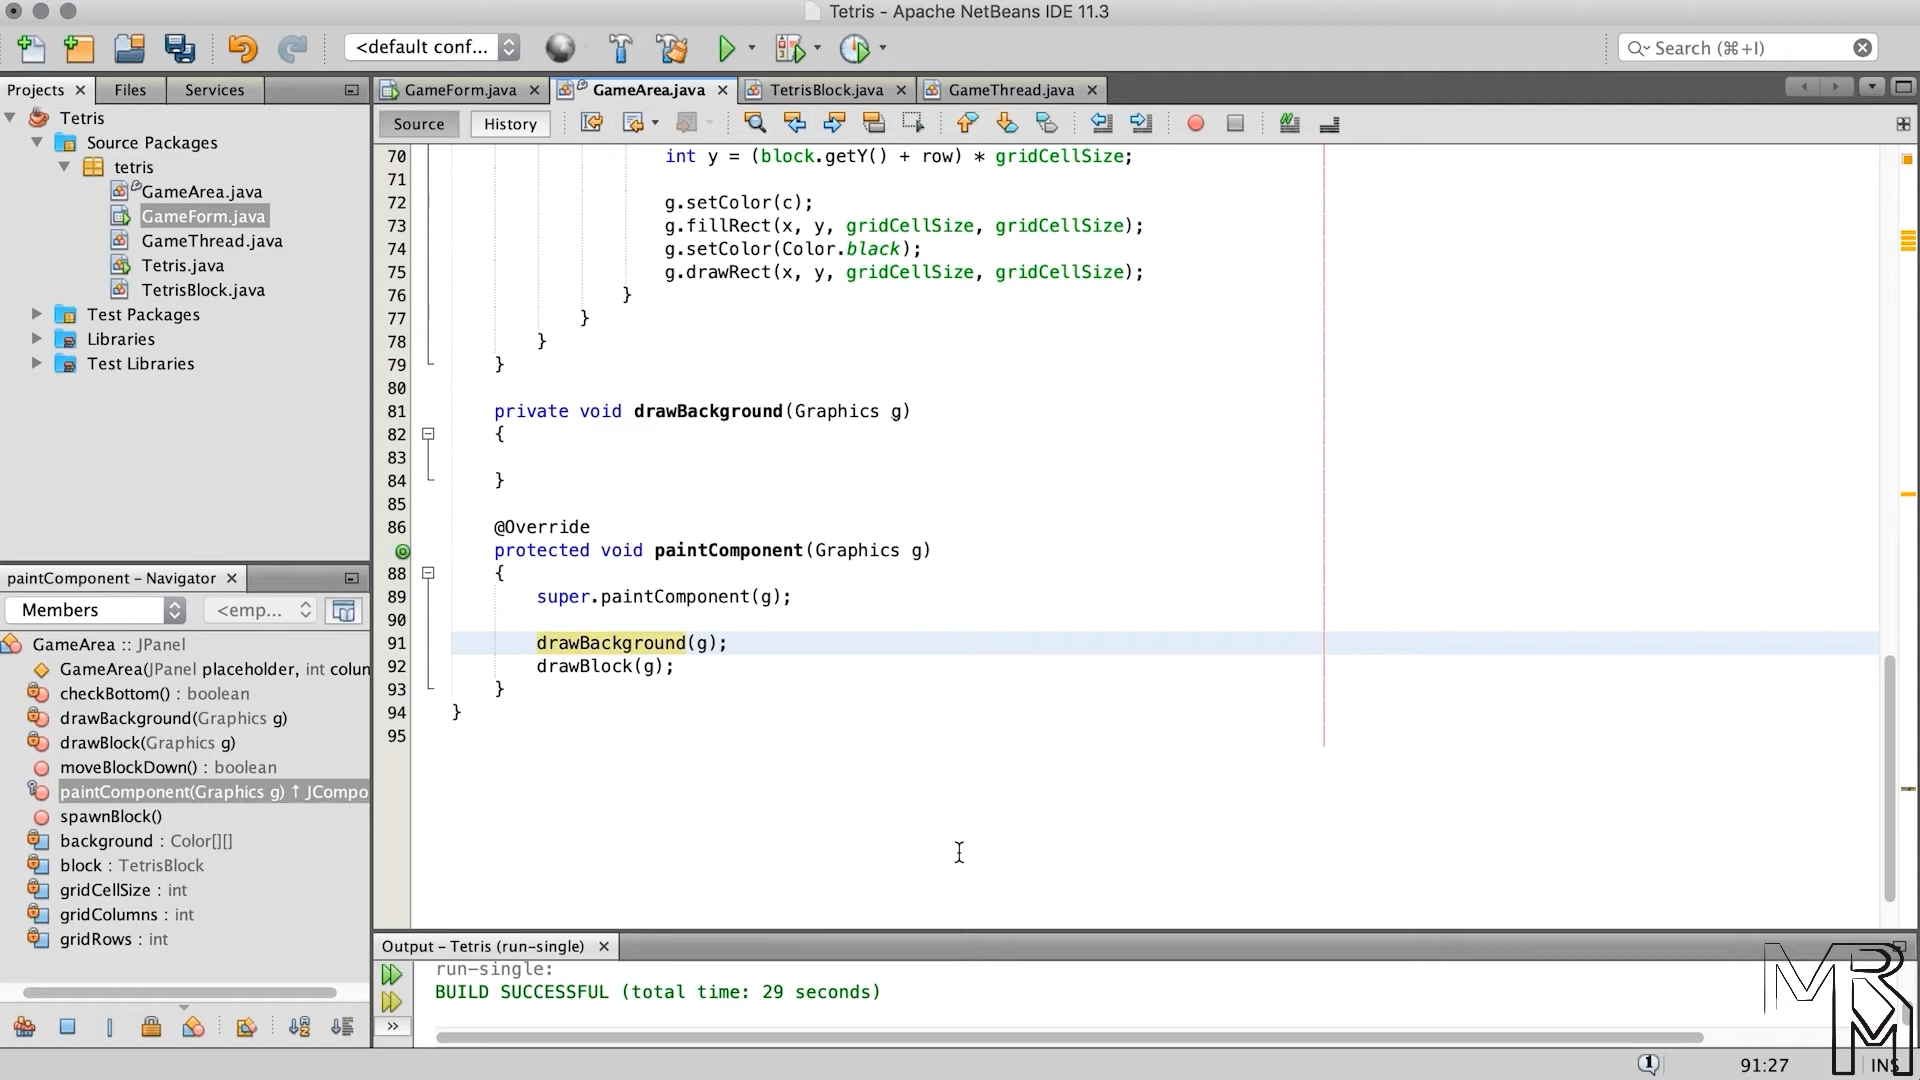 Tetris - Apache NetBeans IDE 11.3
<default conf...
Search (⌘+I)
Projects
Files
Services
GameForm.java
GameArea.java
TetrisBlock.java
GameThread.java
Source
History
Tetris
Source Packages
tetris
GameArea.java
GameForm.java
GameThread.java
Tetris.java
TetrisBlock.java
Test Packages
Libraries
Test Libraries
70 int y = (block.getY() + row) * gridCellSize;
71
72 g.setColor(c);
73 g.fillRect(x, y, gridCellSize, gridCellSize);
74 g.setColor(Color.black);
75 g.drawRect(x, y, gridCellSize, gridCellSize);
76 }
77 }
78 }
79 }
80
81 private void drawBackground(Graphics g)
82 {
83
84 }
85
86 @Override
protected void paintComponent(Graphics g)
88 {
89 super.paintComponent(g);
90
91 drawBackground(g);
92 drawBlock(g);
93 }
94 }
95
paintComponent - Navigator
Members
<emp...
GameArea :: JPanel
GameArea(JPanel placeholder, int colum
checkBottom() : boolean
drawBackground(Graphics g)
drawBlock(Graphics g)
moveBlockDown() : boolean
paintComponent(Graphics g) ↑ JCompo
spawnBlock()
background : Color[][]
block : TetrisBlock
gridCellSize : int
gridColumns : int
gridRows : int
Output - Tetris (run-single)
run-single:
BUILD SUCCESSFUL (total time: 29 seconds)
91:27
INS